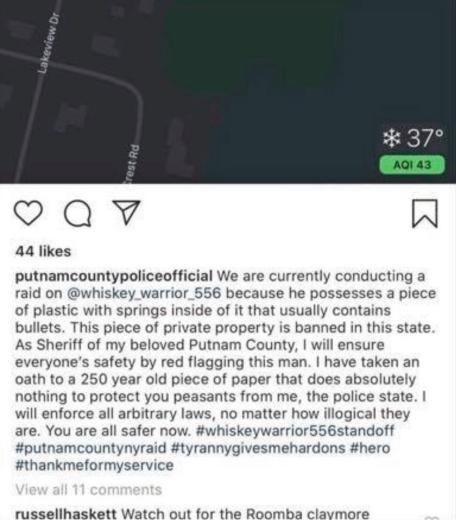 Lakeview Dr
crest Rd
37°
AQI 43
44 likes
putnamcountypoliceofficial We are currently conducting a
raid on @whiskey_warrior_556 because he possesses a piece
of plastic with springs inside of it that usually contains
bullets. This piece of private property is banned in this state.
As Sheriff of my beloved Putnam County, I will ensure
everyone's safety by red flagging this man. I have taken an
oath to a 250 year old piece of paper that does absolutely
nothing to protect you peasants from me, the police state. I
will enforce all arbitrary laws, no matter how illogical they
are. You are all safer now. #whiskeywarrior556standoff
#putnamcountynyraid #tyrannygivesmehardons #hero
#thankmeformyservice
View all 11 comments
russellhaskett Watch out for the Roomba claymore